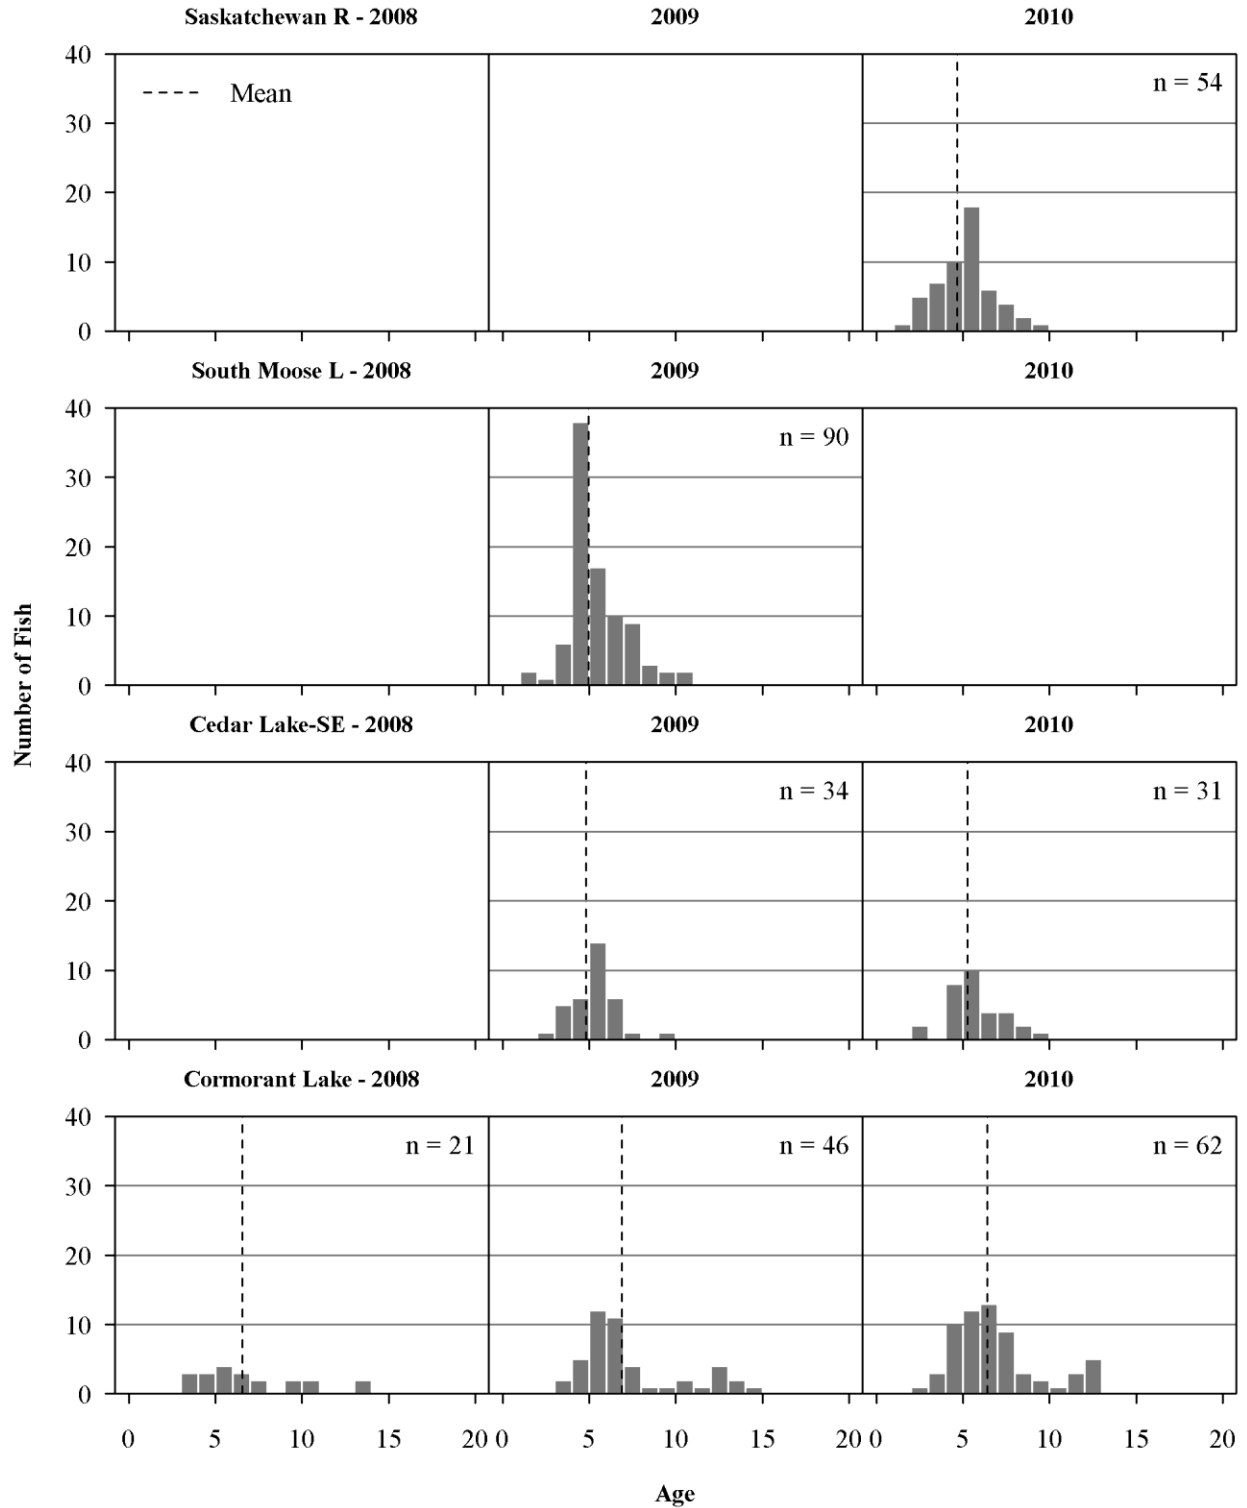 Saskatchewan R - 2008 2009 2010
40
Mean n = 54
30
20
10
0
South Moose L - 2008 2009 2010
40
n = 90
30
20
10
0
Number of Fish
Cedar Lake-SE - 2008 2009 2010
40
n = 34 n = 31
30
20
10
0
Cormorant Lake - 2008 2009 2010
40
n = 21 n = 46 n = 62
30
20
10
0
0 5 10 15 20 0 5 10 15 20 0 5 10 15 20
Age